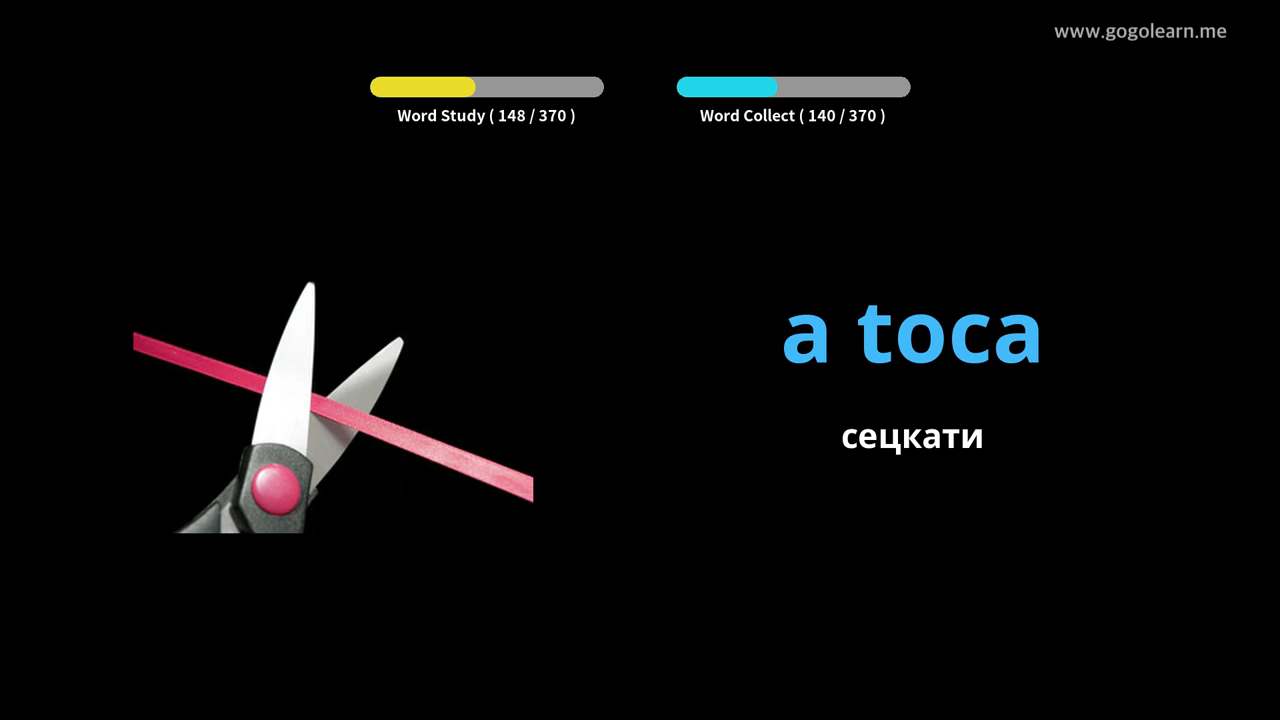 www.gogolearn.me
Word Study ( 148 / 370 )
Word Collect ( 140 / 370 )
a toca
сецкати